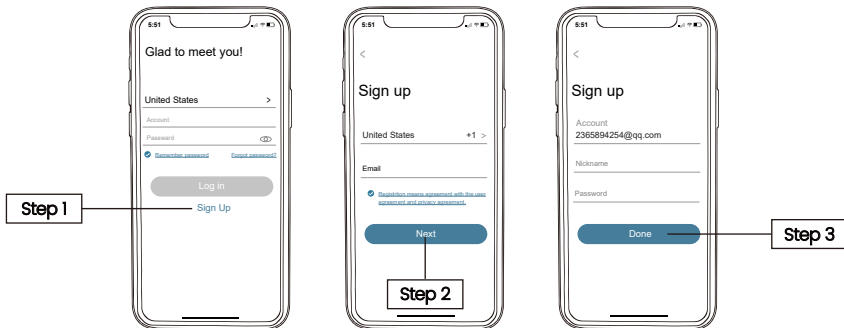 5:51
Glad to meet you!
United States >
Account
Password
Remember password Forgot password?
Log in
Sign Up
Step 1
5:51
<
Sign up
United States +1 >
Email
Registrtion means agreement with the user
agreement and privacy agreement.
Next
Step 2
5:51
<
Sign up
Account
2365894254@qq.com
Nickname
Password
Done
Step 3